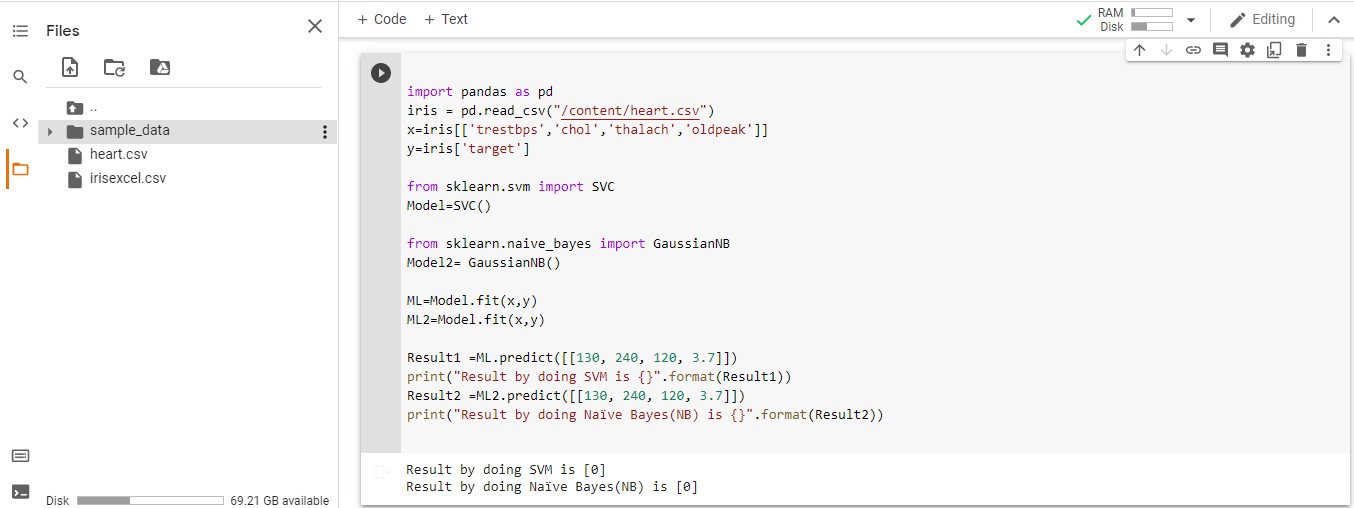 Files
..
sample_data
heart.csv
irisexcel.csv
Disk 69.21 GB available
+ Code + Text
RAM
Disk
Editing
import pandas as pd
iris = pd.read_csv("/content/heart.csv")
x=iris[['trestbps','chol','thalach','oldpeak']]
y=iris['target']
from sklearn.svm import SVC
Model=SVC()
from sklearn.naive_bayes import GaussianNB
Model2= GaussianNB()
ML=Model.fit(x,y)
ML2=Model.fit(x,y)
Result1 =ML.predict([[130, 240, 120, 3.7]])
print("Result by doing SVM is {}".format(Result1))
Result2 =ML2.predict([[130, 240, 120, 3.7]])
print("Result by doing Naïve Bayes(NB) is {}".format(Result2))
Result by doing SVM is [0]
Result by doing Naïve Bayes(NB) is [0]